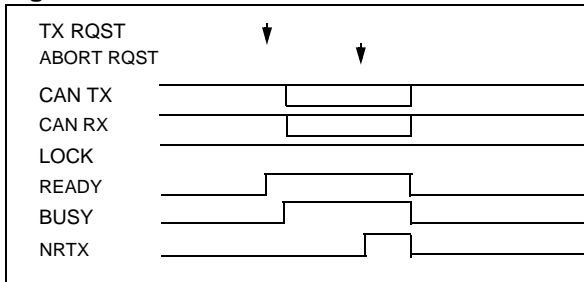 TX RQST
ABORT RQST
CAN TX
CAN RX
LOCK
READY
BUSY
NRTX